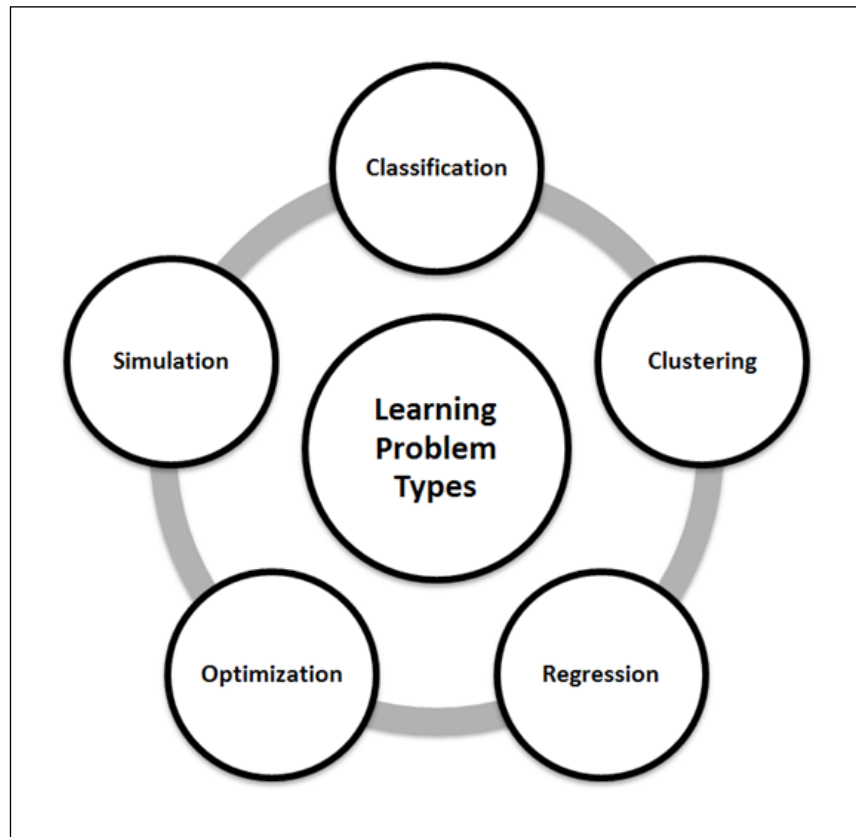 Classification
Clustering
Simulation
Learning
Problem
Types
Optimization
Regression